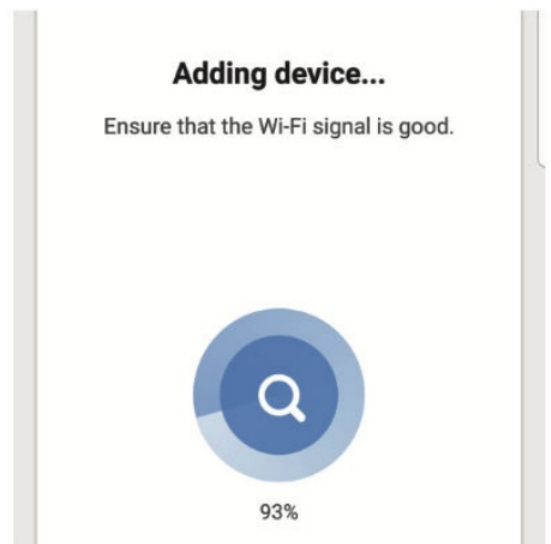 Adding device...
Ensure that the Wi-Fi signal is good.
93%